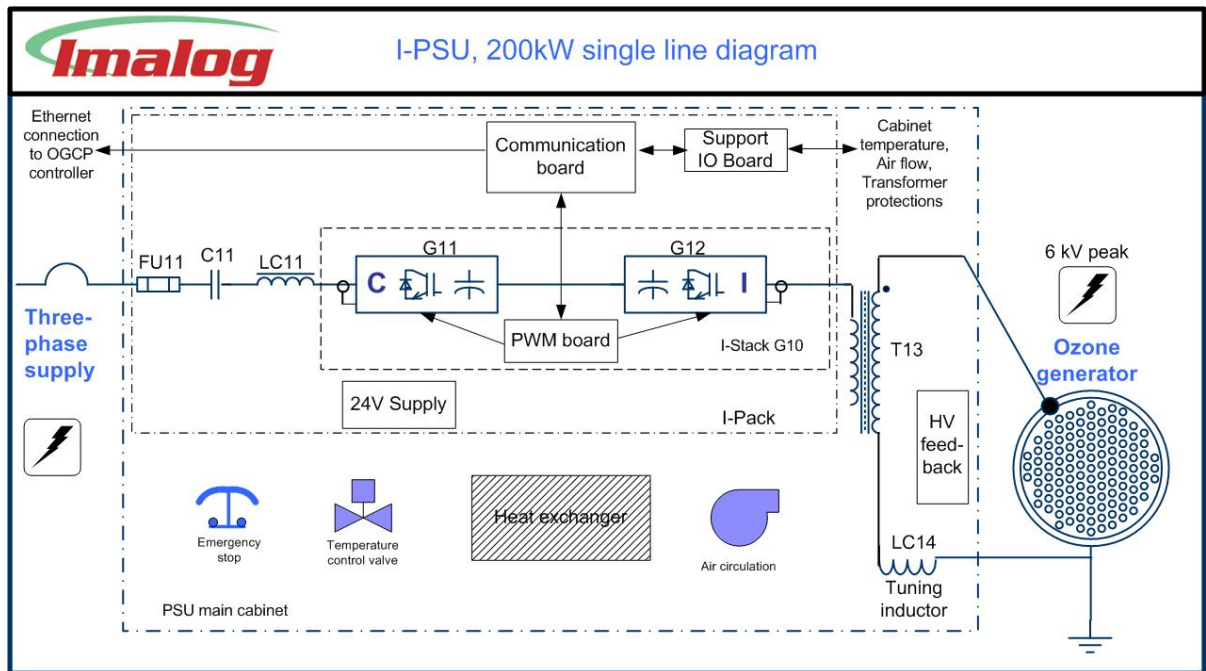 Imalog
I-PSU, 200kW single line diagram
Ethernet
connection
to OGCP
controller
Communication
board
Support
IO Board
Cabinet
temperature,
Air flow,
Transformer
protections
FU11
C11
LC11
G11
G12
C
I
PWM board
I-Stack G10
24V Supply
I-Pack
Three-
phase
supply
T13
HV
feed-
back
6 kV peak
Ozone
generator
Emergency
stop
Temperature
control valve
Heat exchanger
Air circulation
LC14
Tuning
inductor
PSU main cabinet